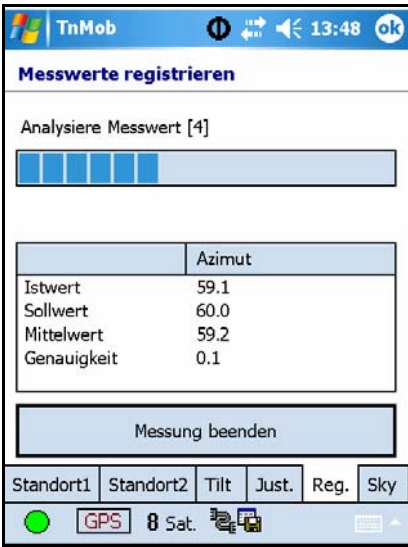 TnMob 13:48 ok
Messwerte registrieren
Analysiere Messwert [4]
Azimut
Istwert 59.1
Sollwert 60.0
Mittelwert 59.2
Genauigkeit 0.1
Messung beenden
Standort1 Standort2 Tilt Just. Reg. Sky
GPS 8 Sat.